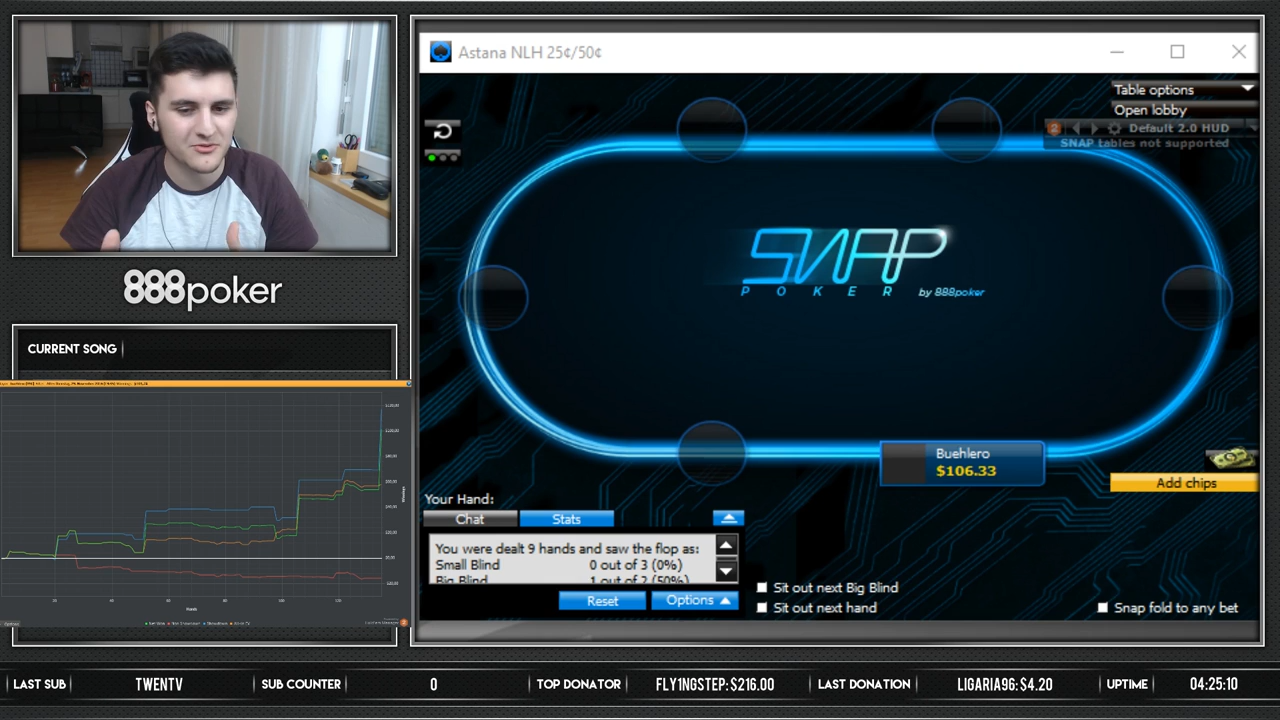 Astana NLH 25¢/50¢
Table options
Open lobby
2 Default 2.0 HUD
SNAP tables not supported
888poker
SNAP
POKER by 888poker
CURRENT SONG
Buehlero
$106.33
Add chips
Your Hand:
Chat Stats
You were dealt 9 hands and saw the flop as:
Small Blind 0 out of 3 (0%)
Big Blind 1 out of 2 (50%)
Reset Options
Sit out next Big Blind
Sit out next hand
Snap fold to any bet
LAST SUB TWENTV SUB COUNTER 0 TOP DONATOR FLY1NGSTEP: $216.00 LAST DONATION LIGARIA96: $4.20 UPTIME 04:25:10